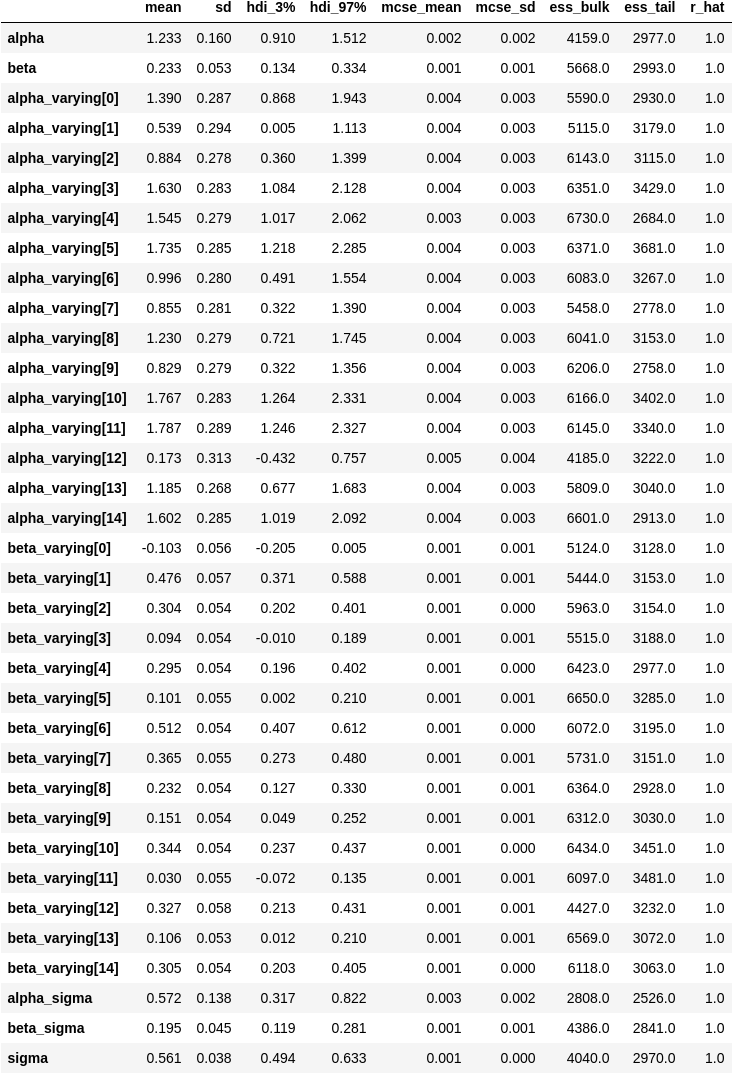 mean sd hdi_3% hdi_97% mcse_mean mcse_sd ess_bulk ess_tail r_hat
alpha 1.233 0.160 0.910 1.512 0.002 0.002 4159.0 2977.0 1.0
beta 0.233 0.053 0.134 0.334 0.001 0.001 5668.0 2993.0 1.0
alpha_varying[0] 1.390 0.287 0.868 1.943 0.004 0.003 5590.0 2930.0 1.0
alpha_varying[1] 0.539 0.294 0.005 1.113 0.004 0.003 5115.0 3179.0 1.0
alpha_varying[2] 0.884 0.278 0.360 1.399 0.004 0.003 6143.0 3115.0 1.0
alpha_varying[3] 1.630 0.283 1.084 2.128 0.004 0.003 6351.0 3429.0 1.0
alpha_varying[4] 1.545 0.279 1.017 2.062 0.003 0.003 6730.0 2684.0 1.0
alpha_varying[5] 1.735 0.285 1.218 2.285 0.004 0.003 6371.0 3681.0 1.0
alpha_varying[6] 0.996 0.280 0.491 1.554 0.004 0.003 6083.0 3267.0 1.0
alpha_varying[7] 0.855 0.281 0.322 1.390 0.004 0.003 5458.0 2778.0 1.0
alpha_varying[8] 1.230 0.279 0.721 1.745 0.004 0.003 6041.0 3153.0 1.0
alpha_varying[9] 0.829 0.279 0.322 1.356 0.004 0.003 6206.0 2758.0 1.0
alpha_varying[10] 1.767 0.283 1.264 2.331 0.004 0.003 6166.0 3402.0 1.0
alpha_varying[11] 1.787 0.289 1.246 2.327 0.004 0.003 6145.0 3340.0 1.0
alpha_varying[12] 0.173 0.313 -0.432 0.757 0.005 0.004 4185.0 3222.0 1.0
alpha_varying[13] 1.185 0.268 0.677 1.683 0.004 0.003 5809.0 3040.0 1.0
alpha_varying[14] 1.602 0.285 1.019 2.092 0.004 0.003 6601.0 2913.0 1.0
beta_varying[0] -0.103 0.056 -0.205 0.005 0.001 0.001 5124.0 3128.0 1.0
beta_varying[1] 0.476 0.057 0.371 0.588 0.001 0.001 5444.0 3153.0 1.0
beta_varying[2] 0.304 0.054 0.202 0.401 0.001 0.000 5963.0 3154.0 1.0
beta_varying[3] 0.094 0.054 -0.010 0.189 0.001 0.001 5515.0 3188.0 1.0
beta_varying[4] 0.295 0.054 0.196 0.402 0.001 0.000 6423.0 2977.0 1.0
beta_varying[5] 0.101 0.055 0.002 0.210 0.001 0.001 6650.0 3285.0 1.0
beta_varying[6] 0.512 0.054 0.407 0.612 0.001 0.000 6072.0 3195.0 1.0
beta_varying[7] 0.365 0.055 0.273 0.480 0.001 0.001 5731.0 3151.0 1.0
beta_varying[8] 0.232 0.054 0.127 0.330 0.001 0.001 6364.0 2928.0 1.0
beta_varying[9] 0.151 0.054 0.049 0.252 0.001 0.001 6312.0 3030.0 1.0
beta_varying[10] 0.344 0.054 0.237 0.437 0.001 0.000 6434.0 3451.0 1.0
beta_varying[11] 0.030 0.055 -0.072 0.135 0.001 0.001 6097.0 3481.0 1.0
beta_varying[12] 0.327 0.058 0.213 0.431 0.001 0.001 4427.0 3232.0 1.0
beta_varying[13] 0.106 0.053 0.012 0.210 0.001 0.001 6569.0 3072.0 1.0
beta_varying[14] 0.305 0.054 0.203 0.405 0.001 0.000 6118.0 3063.0 1.0
alpha_sigma 0.572 0.138 0.317 0.822 0.003 0.002 2808.0 2526.0 1.0
beta_sigma 0.195 0.045 0.119 0.281 0.001 0.001 4386.0 2841.0 1.0
sigma 0.561 0.038 0.494 0.633 0.001 0.000 4040.0 2970.0 1.0